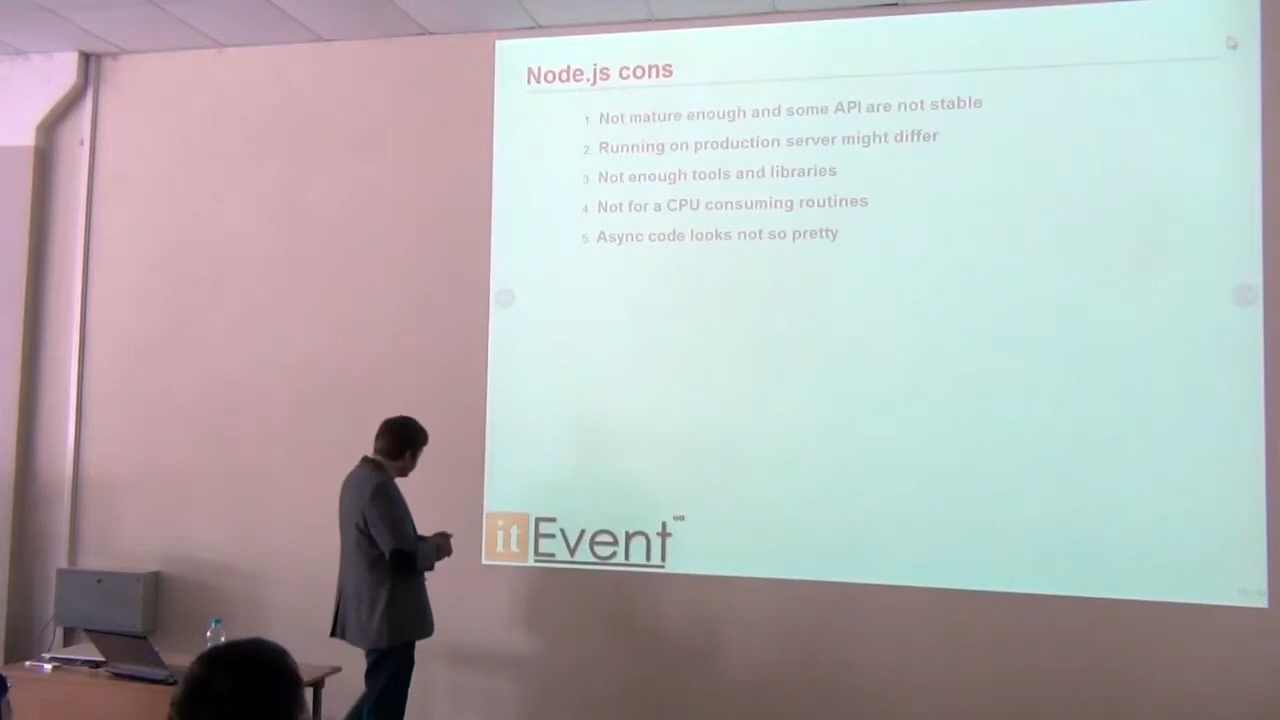 Node.js cons
1. Not mature enough and some API are not stable
2. Running on production server might differ
3. Not enough tools and libraries
4. Not for a CPU consuming routines
5. Async code looks not so pretty
itEvent